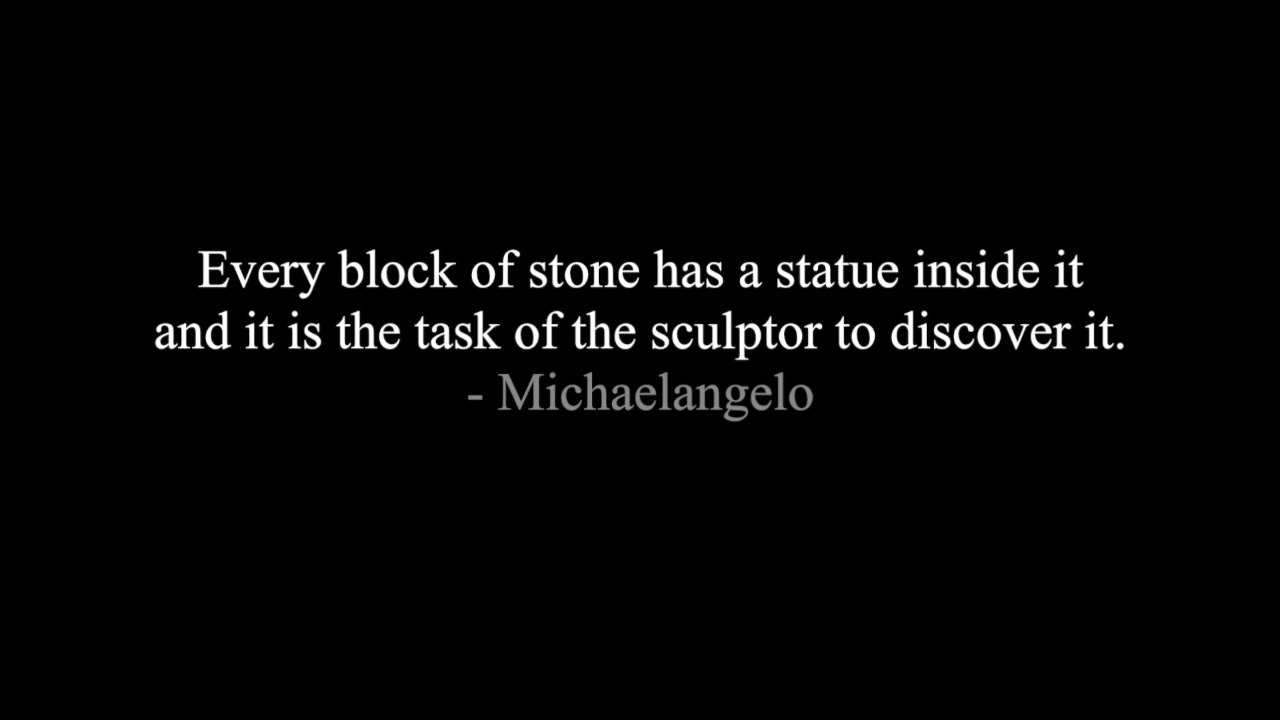 Every block of stone has a statue inside it
and it is the task of the sculptor to discover it.
- Michaelangelo